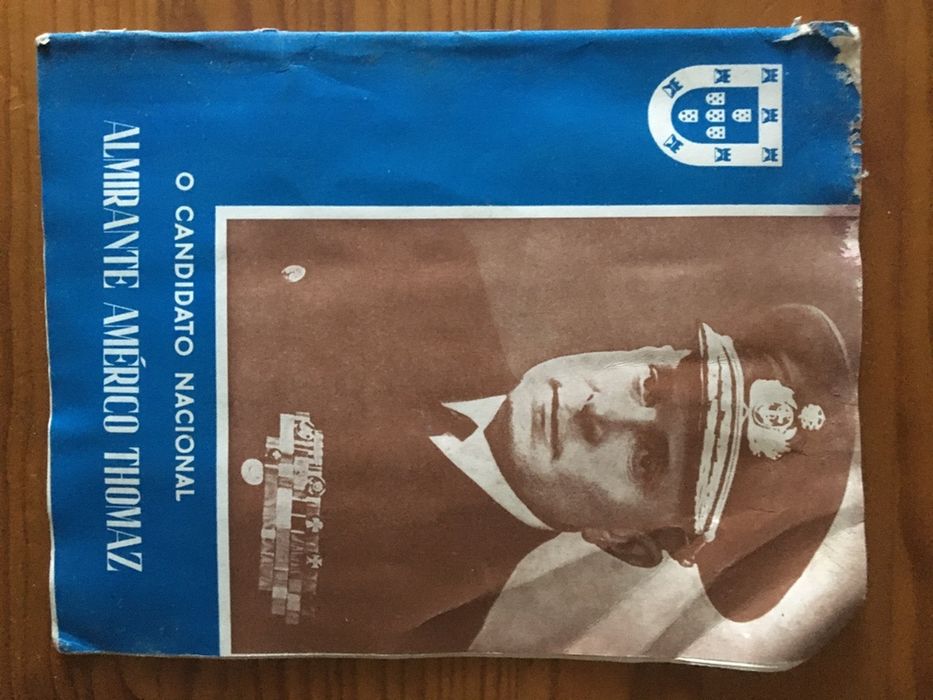 O CANDIDATO NACIONAL
ALMIRANTE AMÉRICO THOMAZ